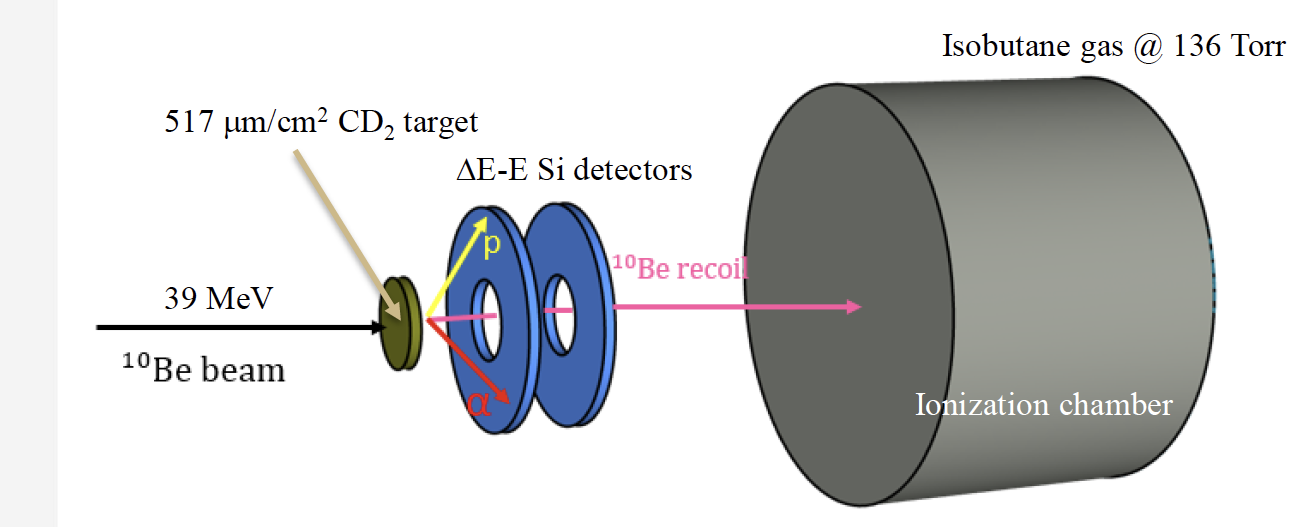 Isobutane gas @ 136 Torr
517 μm/cm² CD₂ target
ΔE-E Si detectors
p
¹⁰Be recoil
39 MeV
¹⁰Be beam
α
Ionization chamber